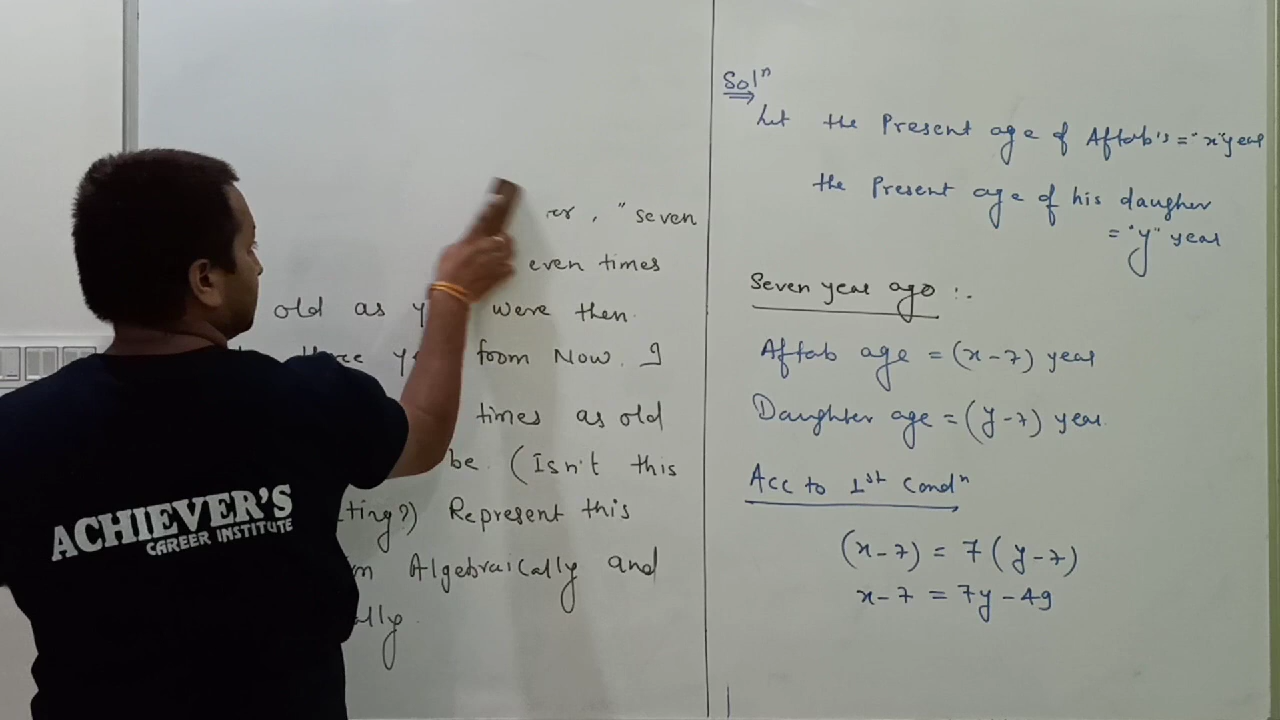 er, "seven
even times
old as y were then.
three y from Now. I
times as old
be. (Isn't this
ting?) Represent this
m Algebraically and
ally.
Solⁿ
Let the Present age of Aftab's = "x" year
the Present age of his daugher
= "y" year
Seven year ago :.
Aftab age = (x-7) year
Daughter age = (y-7) year.
Acc to 1st Condⁿ
(x-7) = 7(y-7)
x-7 = 7y-49
ACHIEVER'S
CAREER INSTITUTE